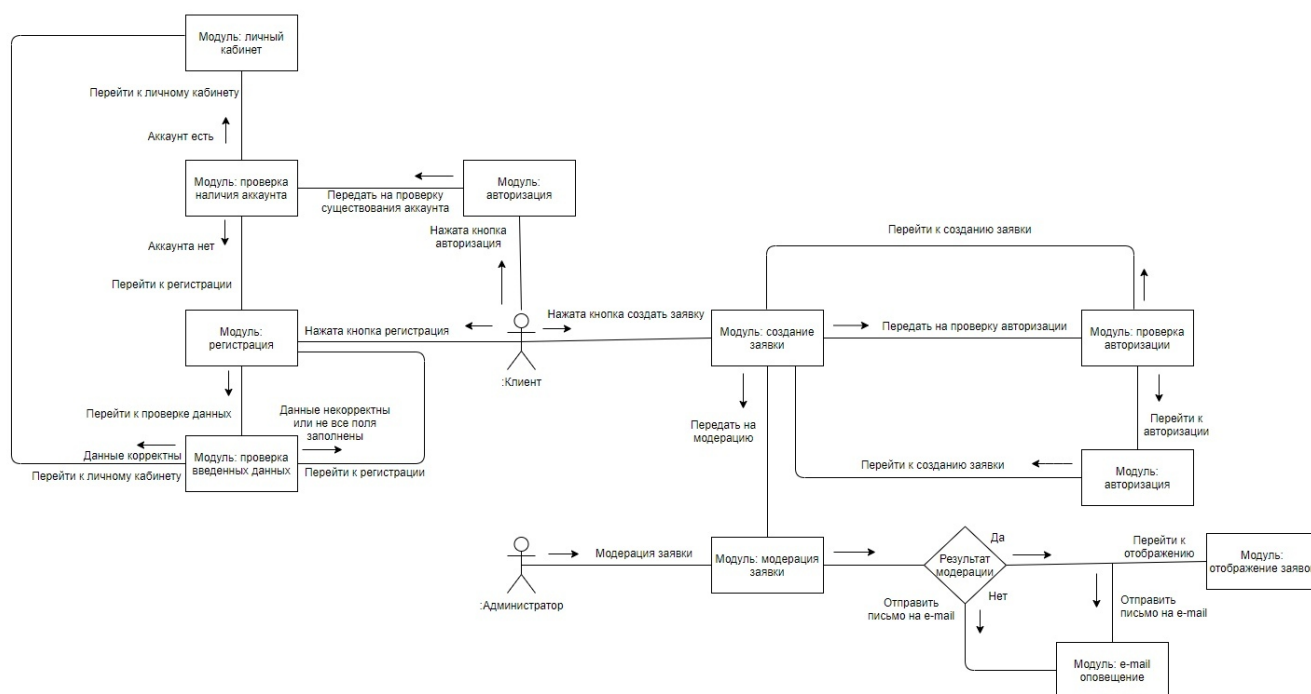 Модуль: личный
кабинет
Перейти к личному кабинету
Аккаунт есть
Модуль: проверка
наличия аккаунта
Передать на проверку
существования аккаунта
Модуль:
авторизация
Аккаунта нет
Нажата кнопка
авторизация
Перейти к регистрации
Модуль:
регистрация
Нажата кнопка регистрация
:Клиент
Нажата кнопка создать заявку
Перейти к созданию заявки
Модуль: создание
заявки
Передать на проверку авторизации
Модуль: проверка
авторизации
Перейти к проверке данных
Данные некорректны
или не все поля
заполнены
Передать на
модерацию
Перейти к
авторизации
Данные корректны
Перейти к личному кабинету
Модуль: проверка
введенных данных
Перейти к регистрации
Перейти к созданию заявки
Модуль:
авторизация
:Администратор
Модерация заявки
Модуль: модерация
заявки
Результат
модерации
Да
Перейти к
отображению
Модуль:
отображение заявок
Нет
Отправить
письмо на e-mail
Отправить
письмо на e-mail
Модуль: e-mail
оповещение